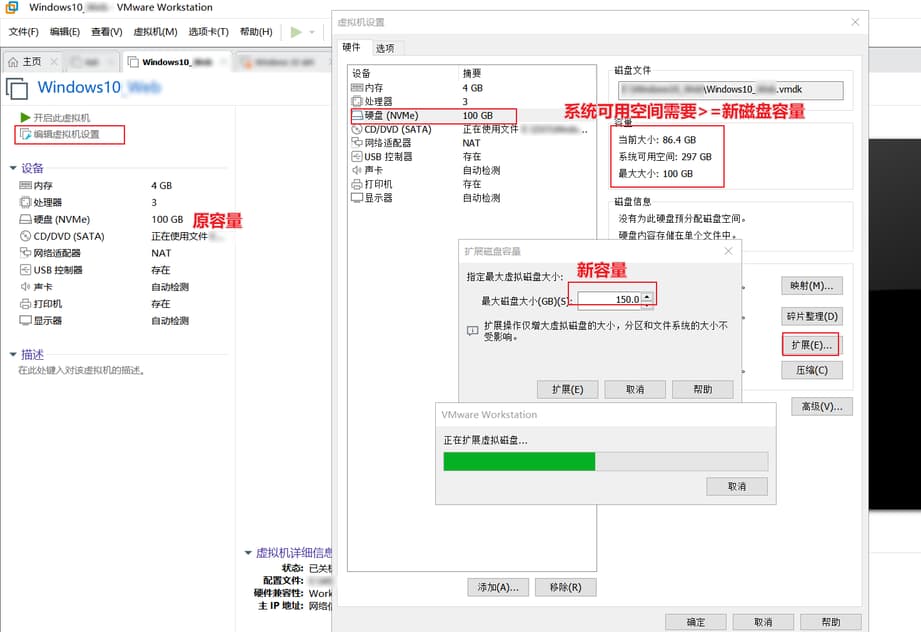 Windows10_ VMware Workstation
文件(F) 编辑(E) 查看(V) 虚拟机(M) 选项卡(T) 帮助(H)
主页
Windows10_
Windows10
开启此虚拟机
编辑虚拟机设置
设备
内存 4 GB
处理器 3
硬盘 (NVMe) 100 GB
原容量
CD/DVD (SATA) 正在使用文件
网络适配器 NAT
USB 控制器 存在
声卡 自动检测
打印机 存在
显示器 自动检测
描述
在此处键入对该虚拟机的描述。
虚拟机详细信息
状态: 已关
配置文件:
硬件兼容性: Work
主 IP 地址: 网络
虚拟机设置
硬件 选项
设备 摘要
内存 4 GB
处理器 3
硬盘 (NVMe) 100 GB
CD/DVD (SATA) 正在使用文件
网络适配器 NAT
USB 控制器 存在
声卡 自动检测
打印机 存在
显示器 自动检测
添加(A)... 移除(R)
磁盘文件
\Windows10_ .vmdk
系统可用空间需要>=新磁盘容量
容量
当前大小: 86.4 GB
系统可用空间: 297 GB
最大大小: 100 GB
磁盘信息
没有为此硬盘预分配磁盘空间。
硬盘内容存储在单个文件中。
映射(M)...
碎片整理(D)
扩展(E)...
压缩(C)
高级(V)...
扩展磁盘容量
指定最大虚拟磁盘大小:
新容量
最大磁盘大小(GB)(S): 150.0
扩展操作仅增大虚拟磁盘的大小，分区和文件系统的大小不
受影响。
扩展(E) 取消 帮助
VMware Workstation
正在扩展虚拟磁盘...
取消
确定 取消 帮助